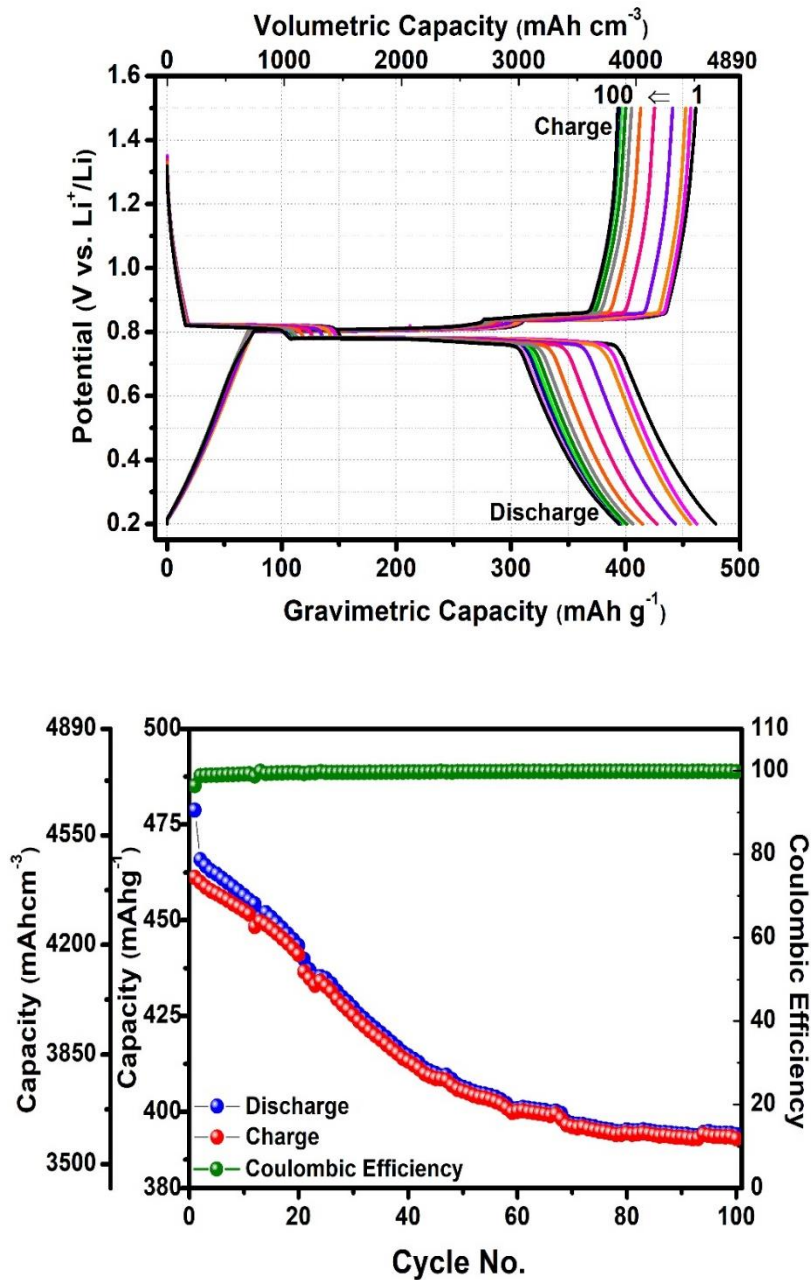 Volumetric Capacity (mAh cm⁻³)
0 1000 2000 3000 4000 4890
1.6
1.4
1.2
1.0
0.8
0.6
0.4
0.2
Potential (V vs. Li⁺/Li)
100 ⇐ 1
Charge
Discharge
0 100 200 300 400 500
Gravimetric Capacity (mAh g⁻¹)
4890
4550
4200
3850
3500
Capacity (mAhcm⁻³)
500
475
450
425
400
380
Capacity (mAhg⁻¹)
Discharge
Charge
Coulombic Efficiency
110
100
80
60
40
20
0
Coulombic Efficiency
0 20 40 60 80 100
Cycle No.